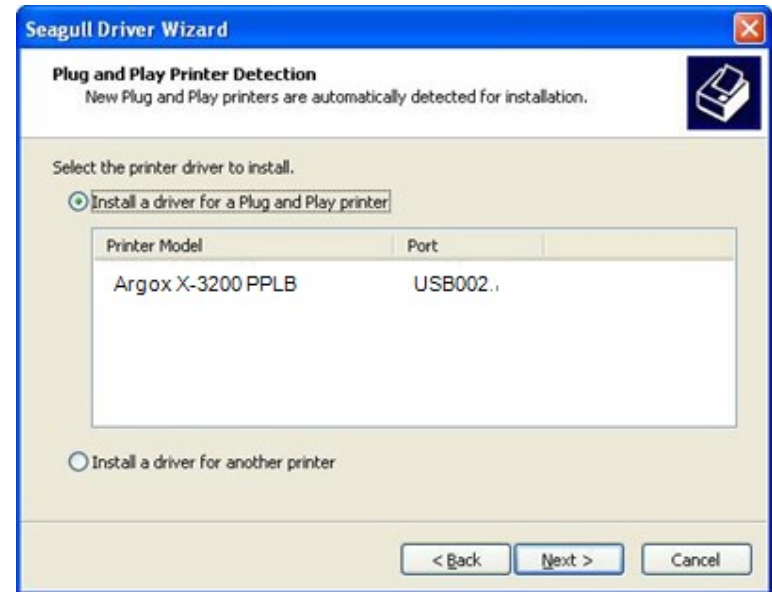 Seagull Driver Wizard
Plug and Play Printer Detection
New Plug and Play printers are automatically detected for installation.
Select the printer driver to install.
Install a driver for a Plug and Play printer
Printer Model Port
Argox X-3200 PPLB USB002.
Install a driver for another printer
< Back Next > Cancel